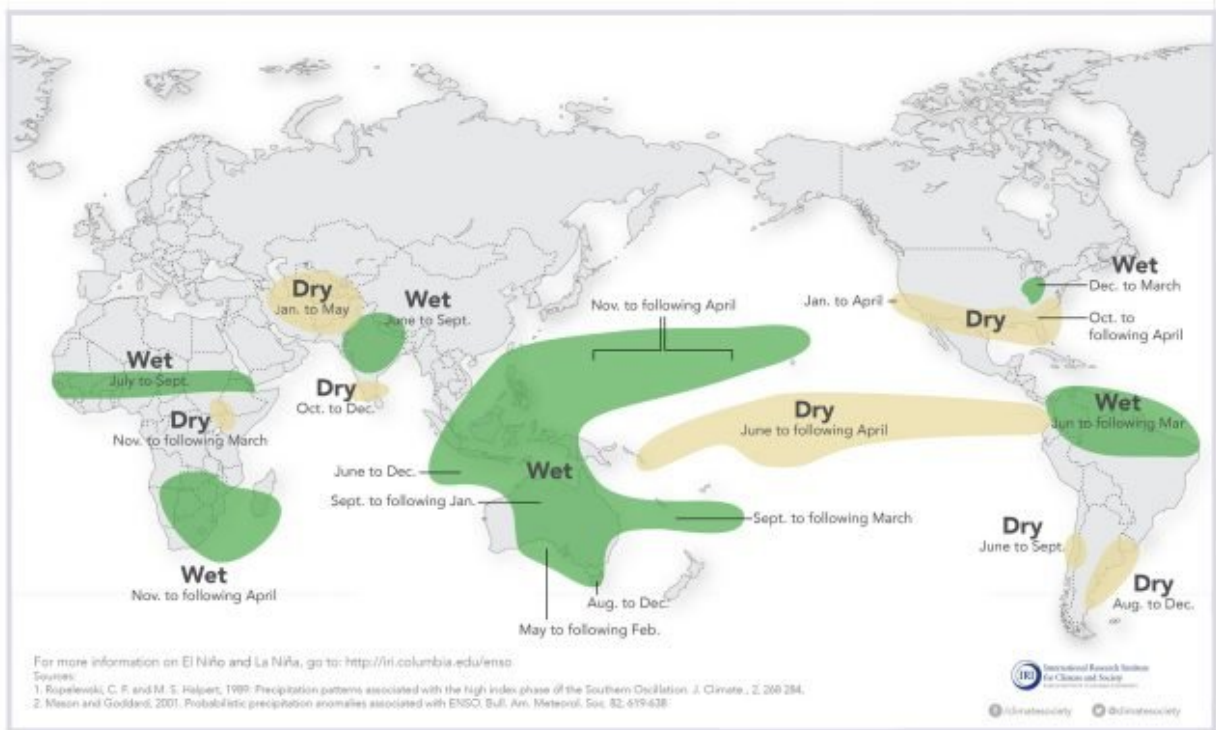 Wet
Dec. to March
Dry
Jan. to May
Wet
June to Sept.
Nov. to following April
Jan. to April
Dry
Oct. to
following April
Wet
July to Sept.
Dry
Oct. to Dec.
Dry
Nov. to following March
Dry
June to following April
Wet
Jun to following Mar
June to Dec.
Wet
Sept. to following Jan.
Sept. to following March
Dry
June to Sept.
Wet
Nov. to following April
Dry
Aug. to Dec.
Aug. to Dec.
May to following Feb.
For more information on El Niño and La Niña, go to: http://iri.columbia.edu/enso
Sources:
1. Ropelewski, C. F. and M. S. Halpert, 1989: Precipitation patterns associated with the high index phase of the Southern Oscillation. J. Climate., 2, 268-284.
2. Mason and Goddard, 2001. Probabilistic precipitation anomalies associated with ENSO. Bull. Am. Meteorol. Soc. 82, 619-638
IRI
International Research Institute
for Climate and Society
/climatesociety
@climatesociety